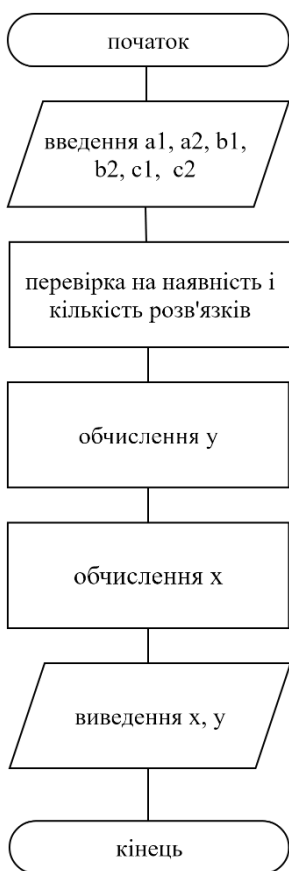 початок
введення a1, a2, b1,
b2, c1, c2
перевірка на наявність і
кількість розв'язків
обчислення y
обчислення x
виведення x, y
кінець